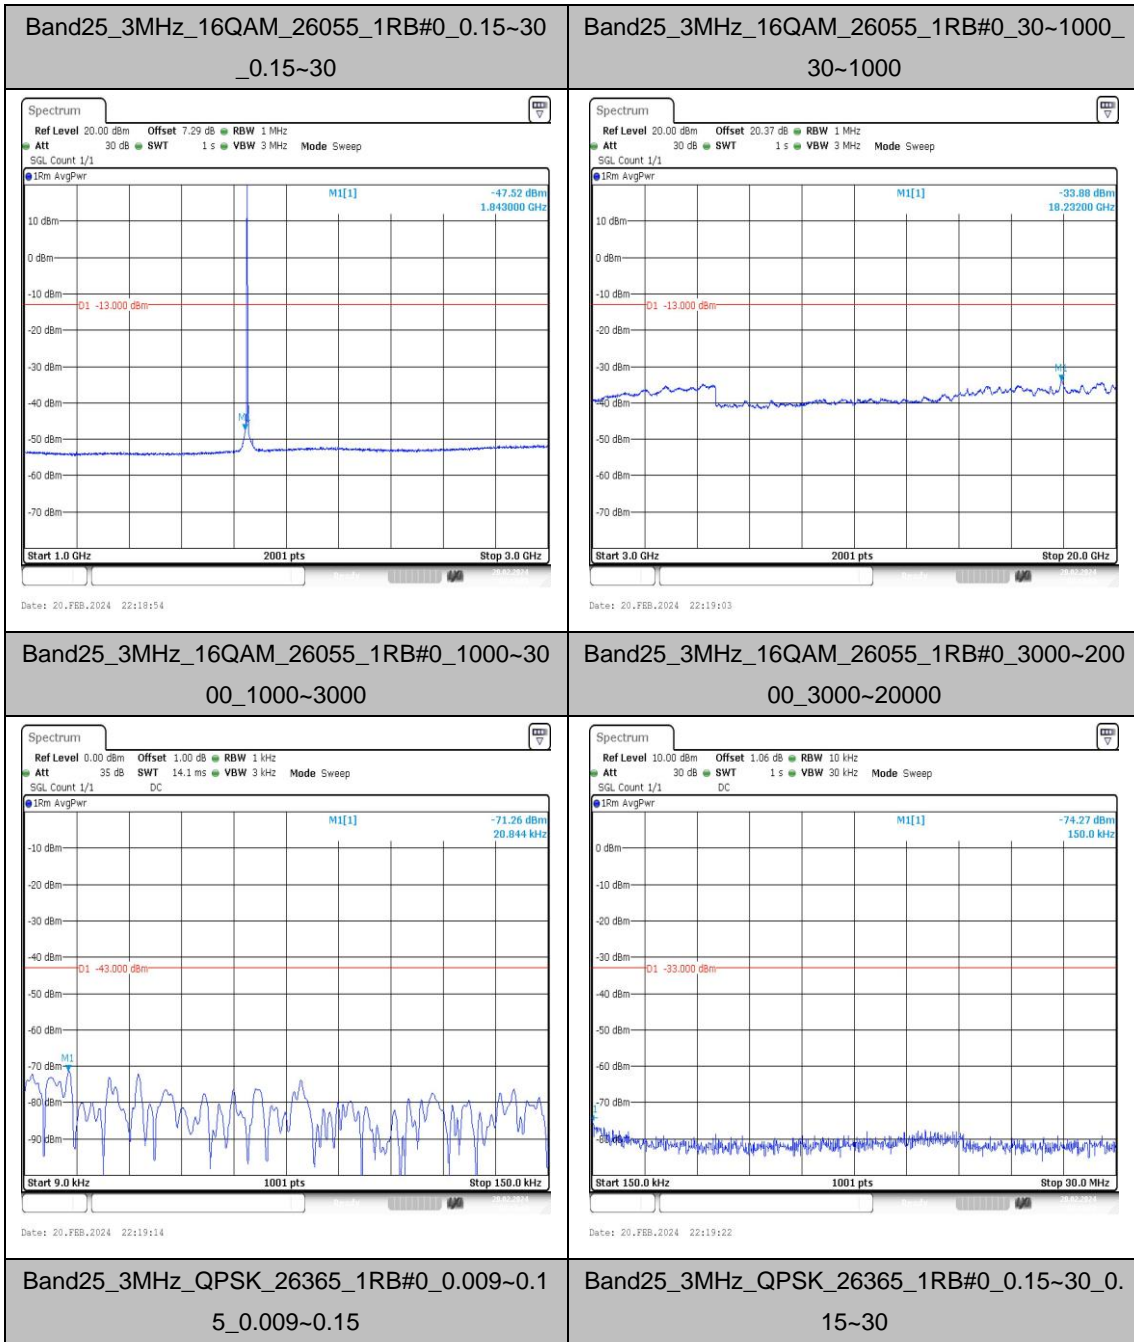 Band25_3MHz_16QAM_26055_1RB#0_0.15~30
_0.15~30
Band25_3MHz_16QAM_26055_1RB#0_30~1000_
30~1000
Spectrum
Ref Level 20.00 dBm Offset 7.29 dB RBW 1 MHz
Att 30 dB SWT 1 s VBW 3 MHz Mode Sweep
SGL Count 1/1
1Rm AvgPwr
M1[1] -47.52 dBm
1.843000 GHz
10 dBm
0 dBm
-10 dBm
D1 -13.000 dBm
-20 dBm
-30 dBm
-40 dBm
-50 dBm
-60 dBm
-70 dBm
Start 1.0 GHz 2001 pts Stop 3.0 GHz
Date: 20.FEB.2024 22:18:54
Spectrum
Ref Level 20.00 dBm Offset 20.37 dB RBW 1 MHz
Att 30 dB SWT 1 s VBW 3 MHz Mode Sweep
SGL Count 1/1
1Rm AvgPwr
M1[1] -33.88 dBm
18.23200 GHz
10 dBm
0 dBm
-10 dBm
D1 -13.000 dBm
-20 dBm
-30 dBm
M1
-40 dBm
-50 dBm
-60 dBm
-70 dBm
Start 3.0 GHz 2001 pts Stop 20.0 GHz
Date: 20.FEB.2024 22:19:03
Band25_3MHz_16QAM_26055_1RB#0_1000~30
00_1000~3000
Band25_3MHz_16QAM_26055_1RB#0_3000~200
00_3000~20000
Spectrum
Ref Level 0.00 dBm Offset 1.00 dB RBW 1 kHz
Att 35 dB SWT 14.1 ms VBW 3 kHz Mode Sweep
SGL Count 1/1 DC
1Rm AvgPwr
M1[1] -71.26 dBm
20.844 kHz
-10 dBm
-20 dBm
-30 dBm
-40 dBm
D1 -43.000 dBm
-50 dBm
-60 dBm
M1
-70 dBm
-80 dBm
-90 dBm
Start 9.0 kHz 1001 pts Stop 150.0 kHz
Date: 20.FEB.2024 22:19:14
Spectrum
Ref Level 10.00 dBm Offset 1.06 dB RBW 10 kHz
Att 30 dB SWT 1 s VBW 30 kHz Mode Sweep
SGL Count 1/1 DC
1Rm AvgPwr
M1[1] -74.27 dBm
150.0 kHz
0 dBm
-10 dBm
-20 dBm
-30 dBm
D1 -33.000 dBm
-40 dBm
-50 dBm
-60 dBm
-70 dBm
-80 dBm
Start 150.0 kHz 1001 pts Stop 30.0 MHz
Date: 20.FEB.2024 22:19:22
Band25_3MHz_QPSK_26365_1RB#0_0.009~0.1
5_0.009~0.15
Band25_3MHz_QPSK_26365_1RB#0_0.15~30_0.
15~30